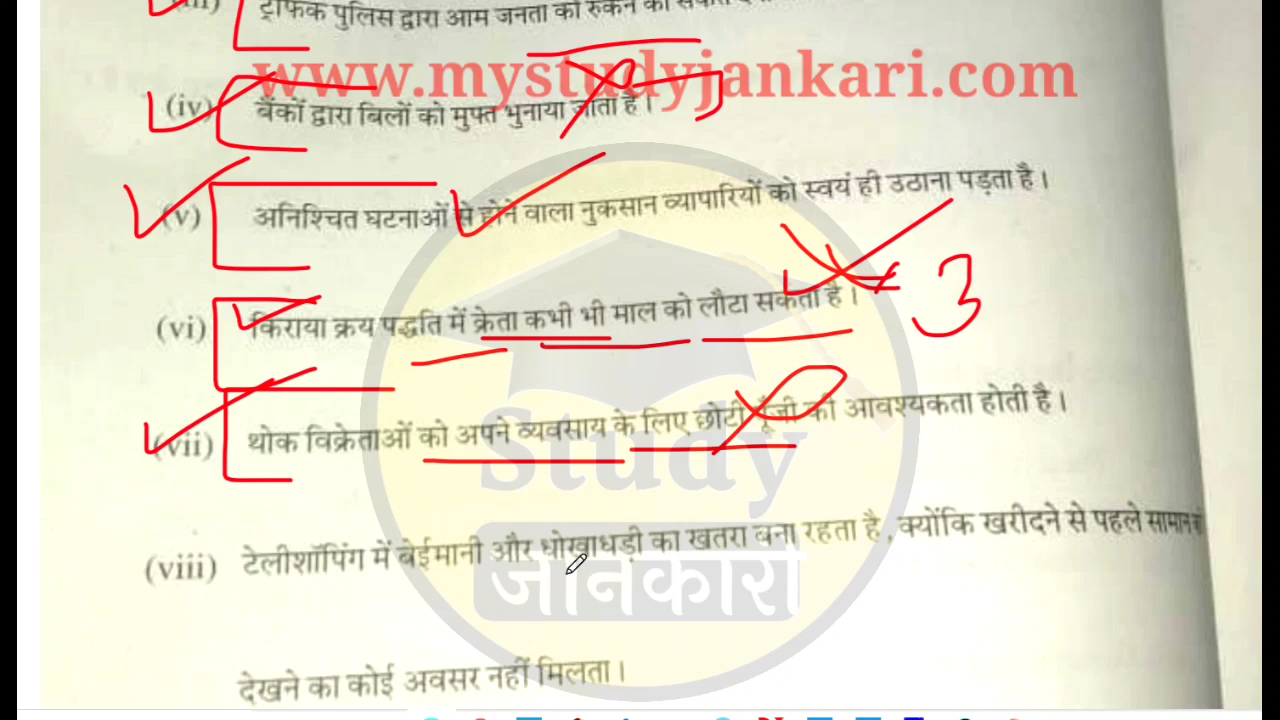 ट्रैफिक पुलिस द्वारा आम जनता को रुकने का संकेत
www.mystudyjankari.com
(iv) बैंकों द्वारा बिलों को मुफ्त भुनाया जाता है।
(v) अनिश्चित घटनाओं से होने वाला नुकसान व्यापारियों को स्वयं ही उठाना पड़ता है।
(vi) किराया क्रय पद्धति में क्रेता कभी भी माल को लौटा सकता है। 3
(vii) थोक विक्रेताओं को अपने व्यवसाय के लिए छोटी पूँजी की आवश्यकता होती है।
Study
(viii) टेलीशॉपिंग में बेईमानी और धोखाधड़ी का खतरा बना रहता है, क्योंकि खरीदने से पहले सामान
जानकारी
देखने का कोई अवसर नहीं मिलता।